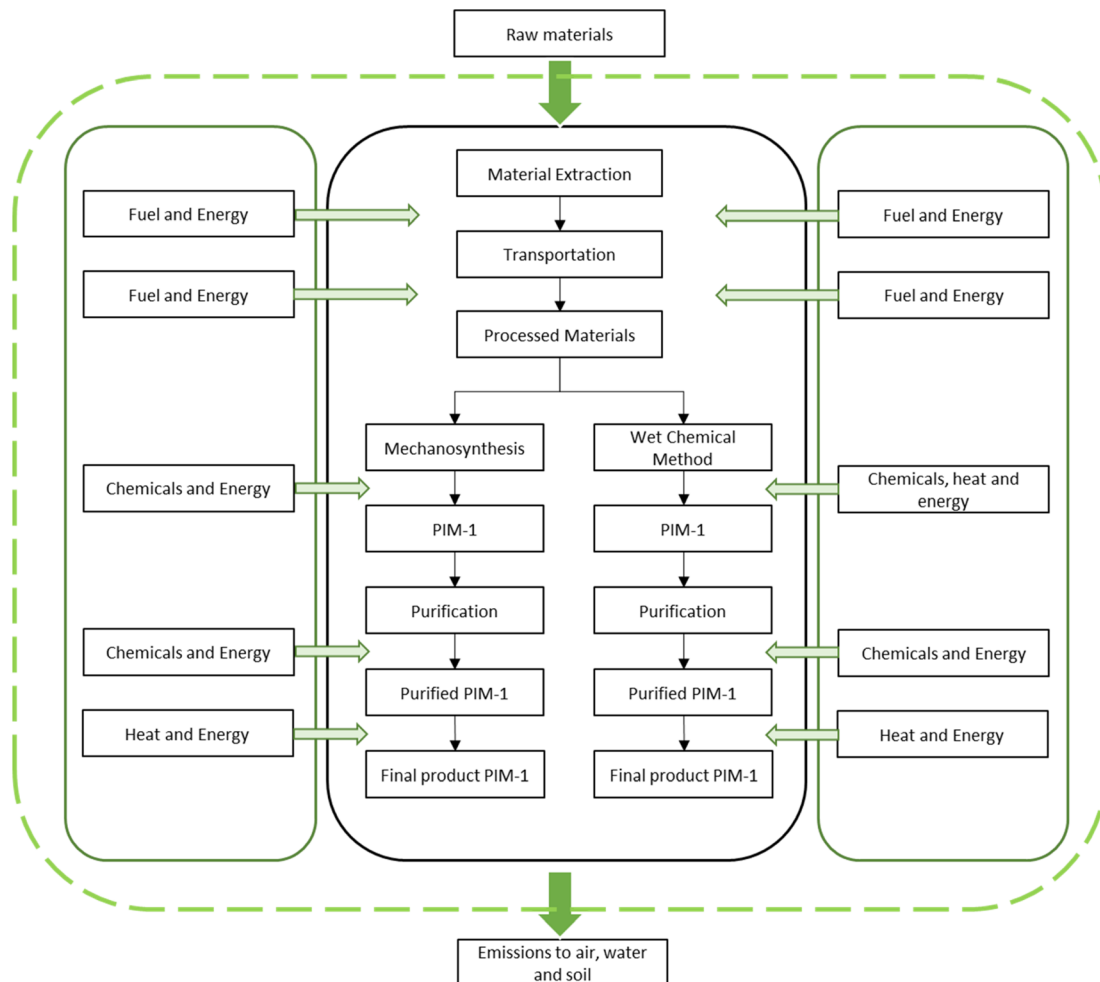 Raw materials
Material Extraction
Fuel and Energy
Fuel and Energy
Transportation
Fuel and Energy
Fuel and Energy
Processed Materials
Mechanosynthesis
Wet Chemical
Method
Chemicals and Energy
Chemicals, heat and
energy
PIM-1
PIM-1
Purification
Purification
Chemicals and Energy
Chemicals and Energy
Purified PIM-1
Purified PIM-1
Heat and Energy
Heat and Energy
Final product PIM-1
Final product PIM-1
Emissions to air, water
and soil